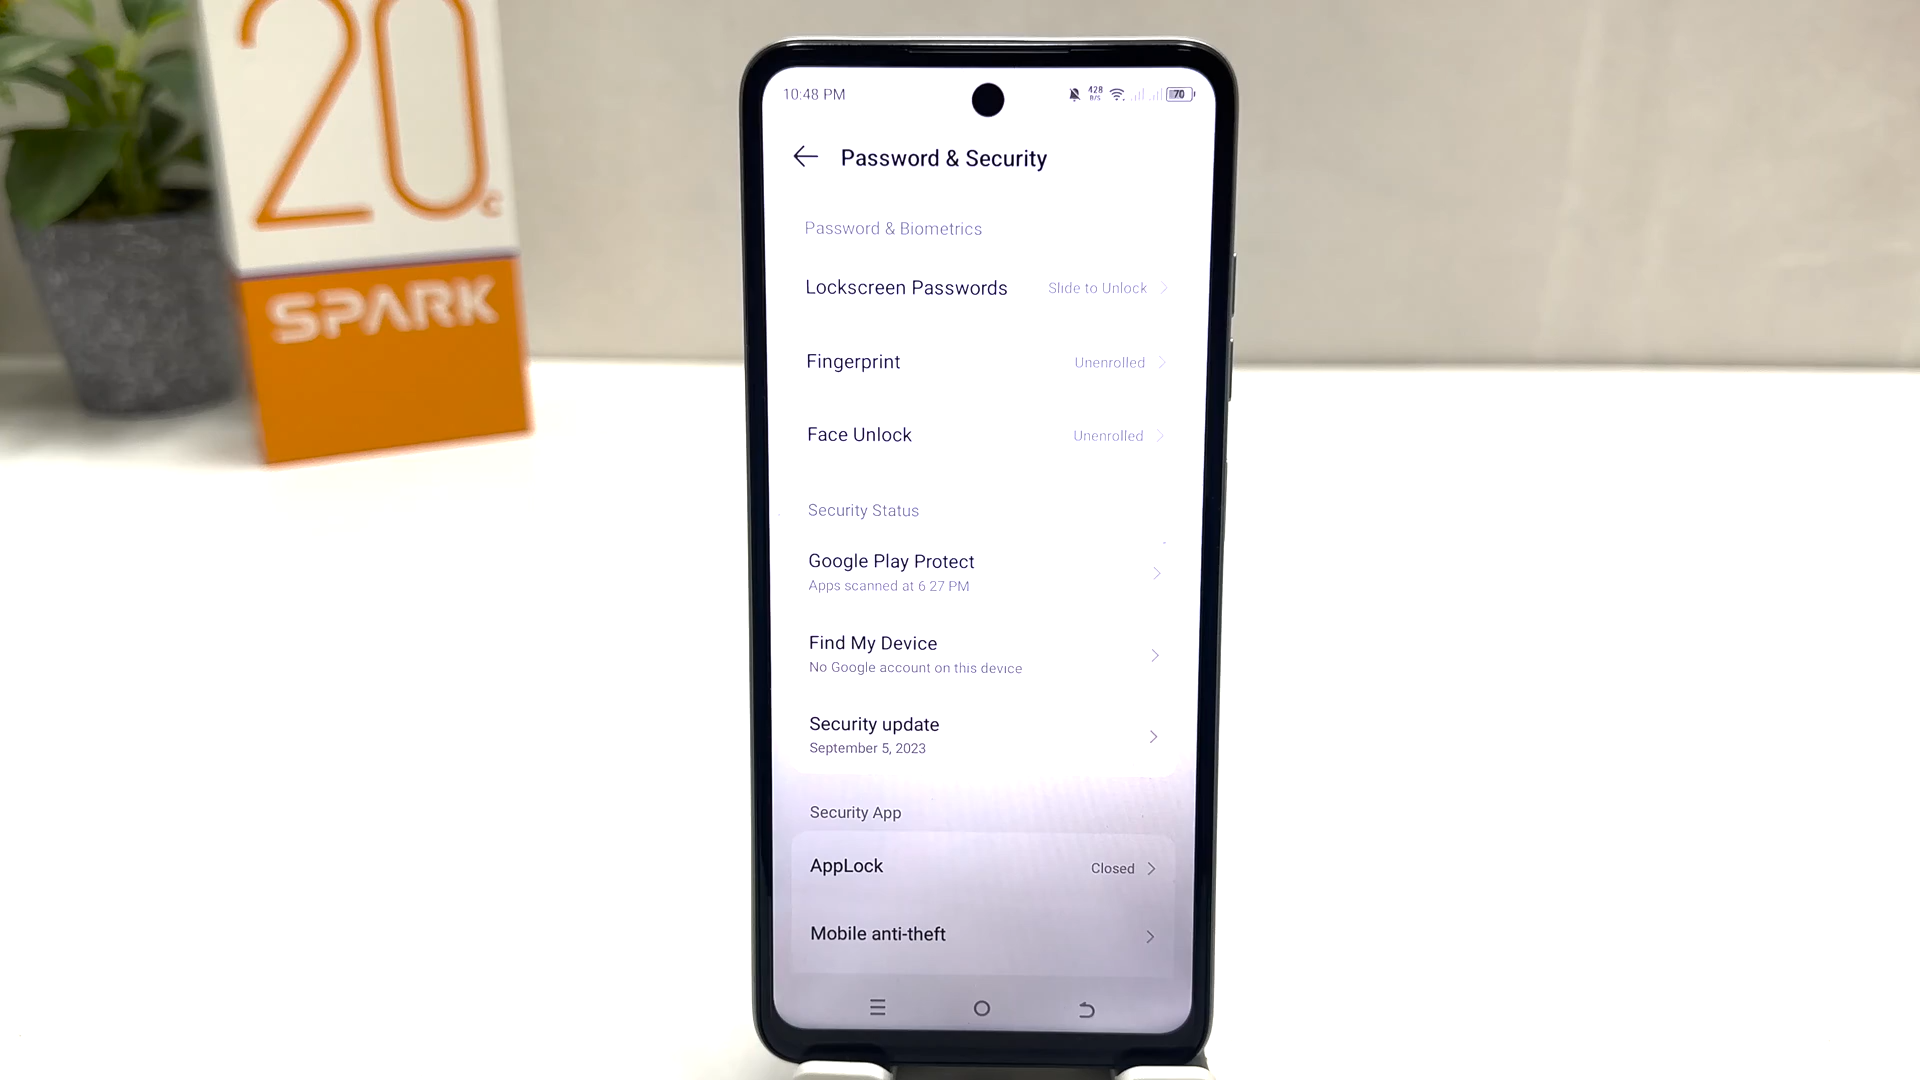 20c
SPARK
10:48 PM
428
B/S
70
Password & Security
Password & Biometrics
Lockscreen Passwords Slide to Unlock
Fingerprint Unenrolled
Face Unlock Unenrolled
Security Status
Google Play Protect
Apps scanned at 6 27 PM
Find My Device
No Google account on this device
Security update
September 5, 2023
Security App
AppLock Closed
Mobile anti-theft